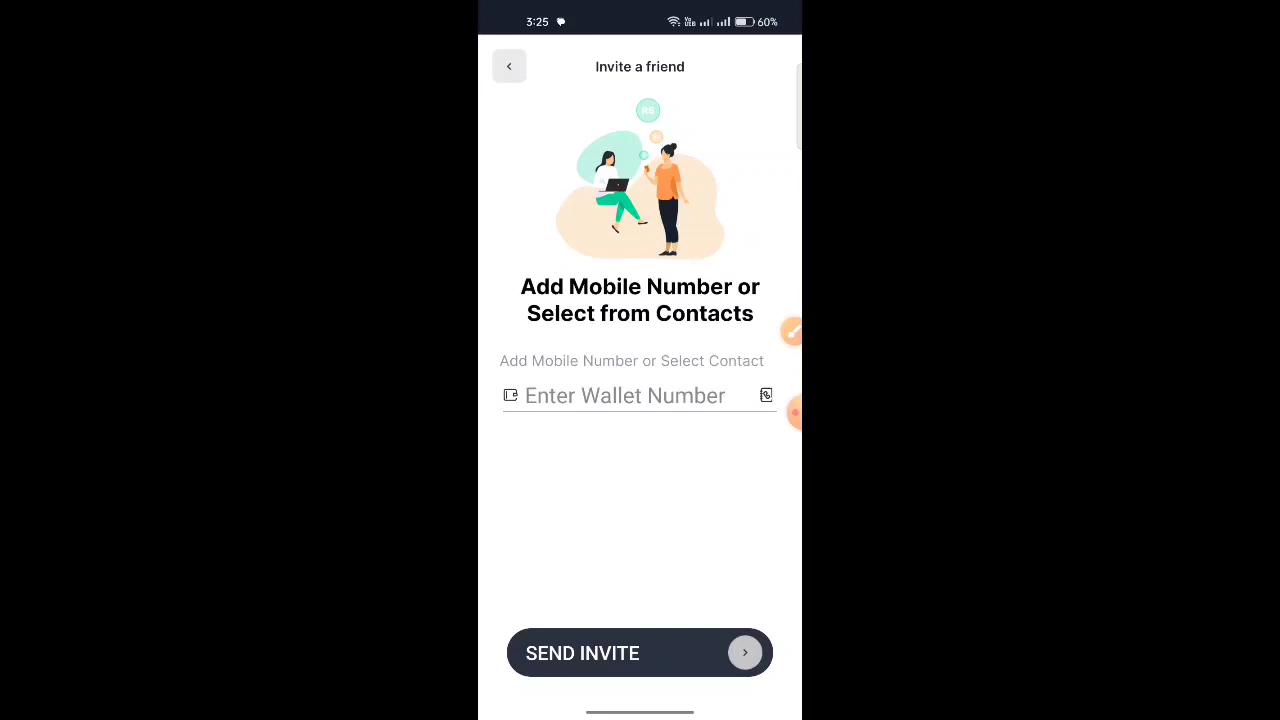 3:25
60%
Invite a friend
RS
Add Mobile Number or
Select from Contacts
Add Mobile Number or Select Contact
Enter Wallet Number
SEND INVITE